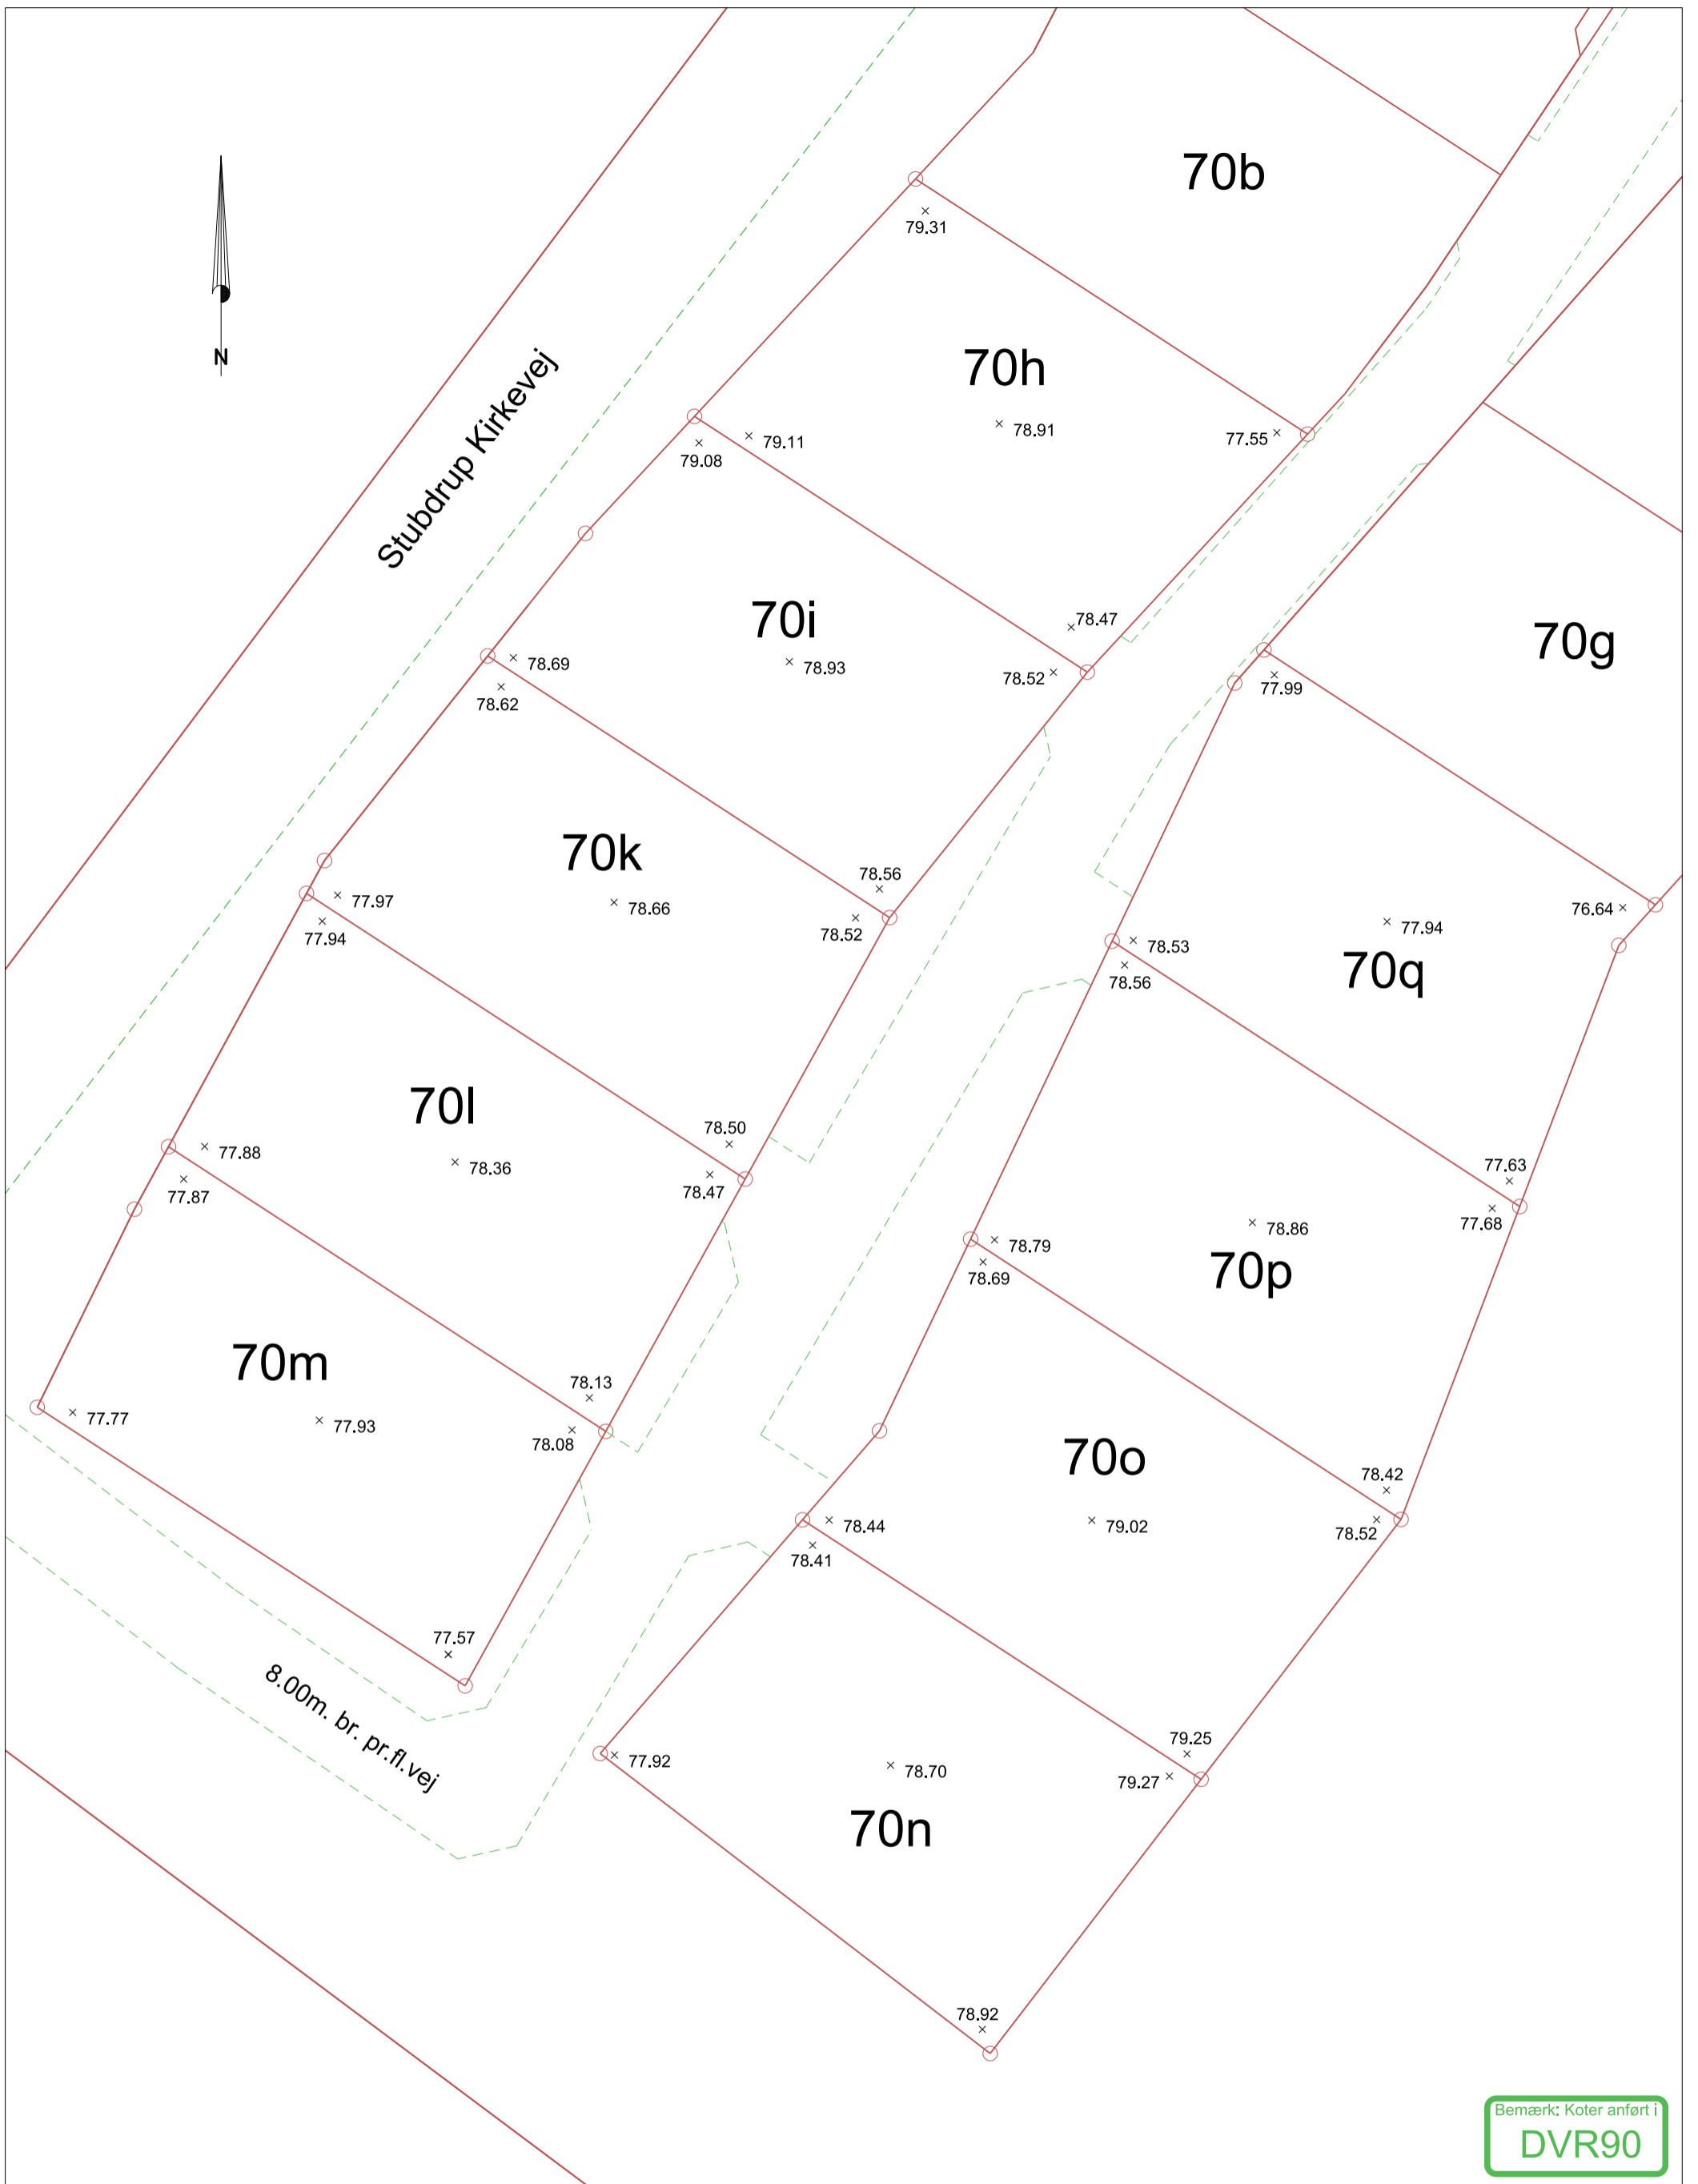 70b
79.31
N
Stubdrup Kirkevej
70h
78.91
79.11
77.55
79.08
70i
78.47
70g
78.69
78.93
78.52
77.99
78.62
70k
78.56
77.97
78.66
76.64
77.94
78.52
77.94
78.53
70q
78.56
70l
78.50
77.88
78.36
78.47
77.63
77.87
77.68
78.86
78.79
70p
78.69
70m
78.13
77.77
77.93
78.08
70o
78.42
78.44
79.02
78.52
78.41
77.57
8.00m. br. pr.fl.vej
79.25
77.92
78.70
79.27
70n
78.92
Bemærk: Koter anført i
DVR90